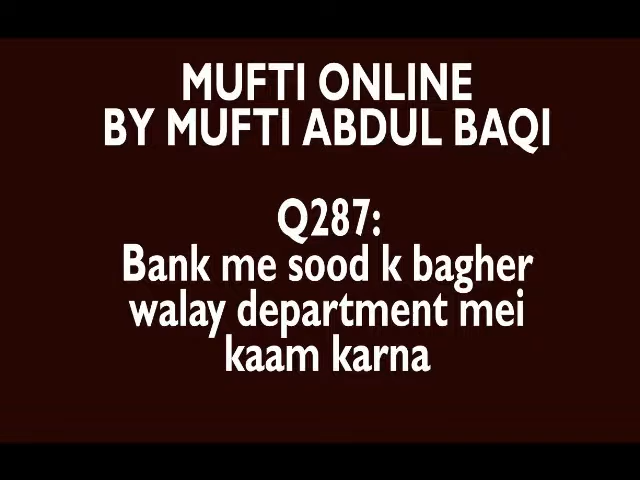 MUFTI ONLINE
BY MUFTI ABDUL BAQI
Q287:
Bank me sood k bagher
walay department mei
kaam karna